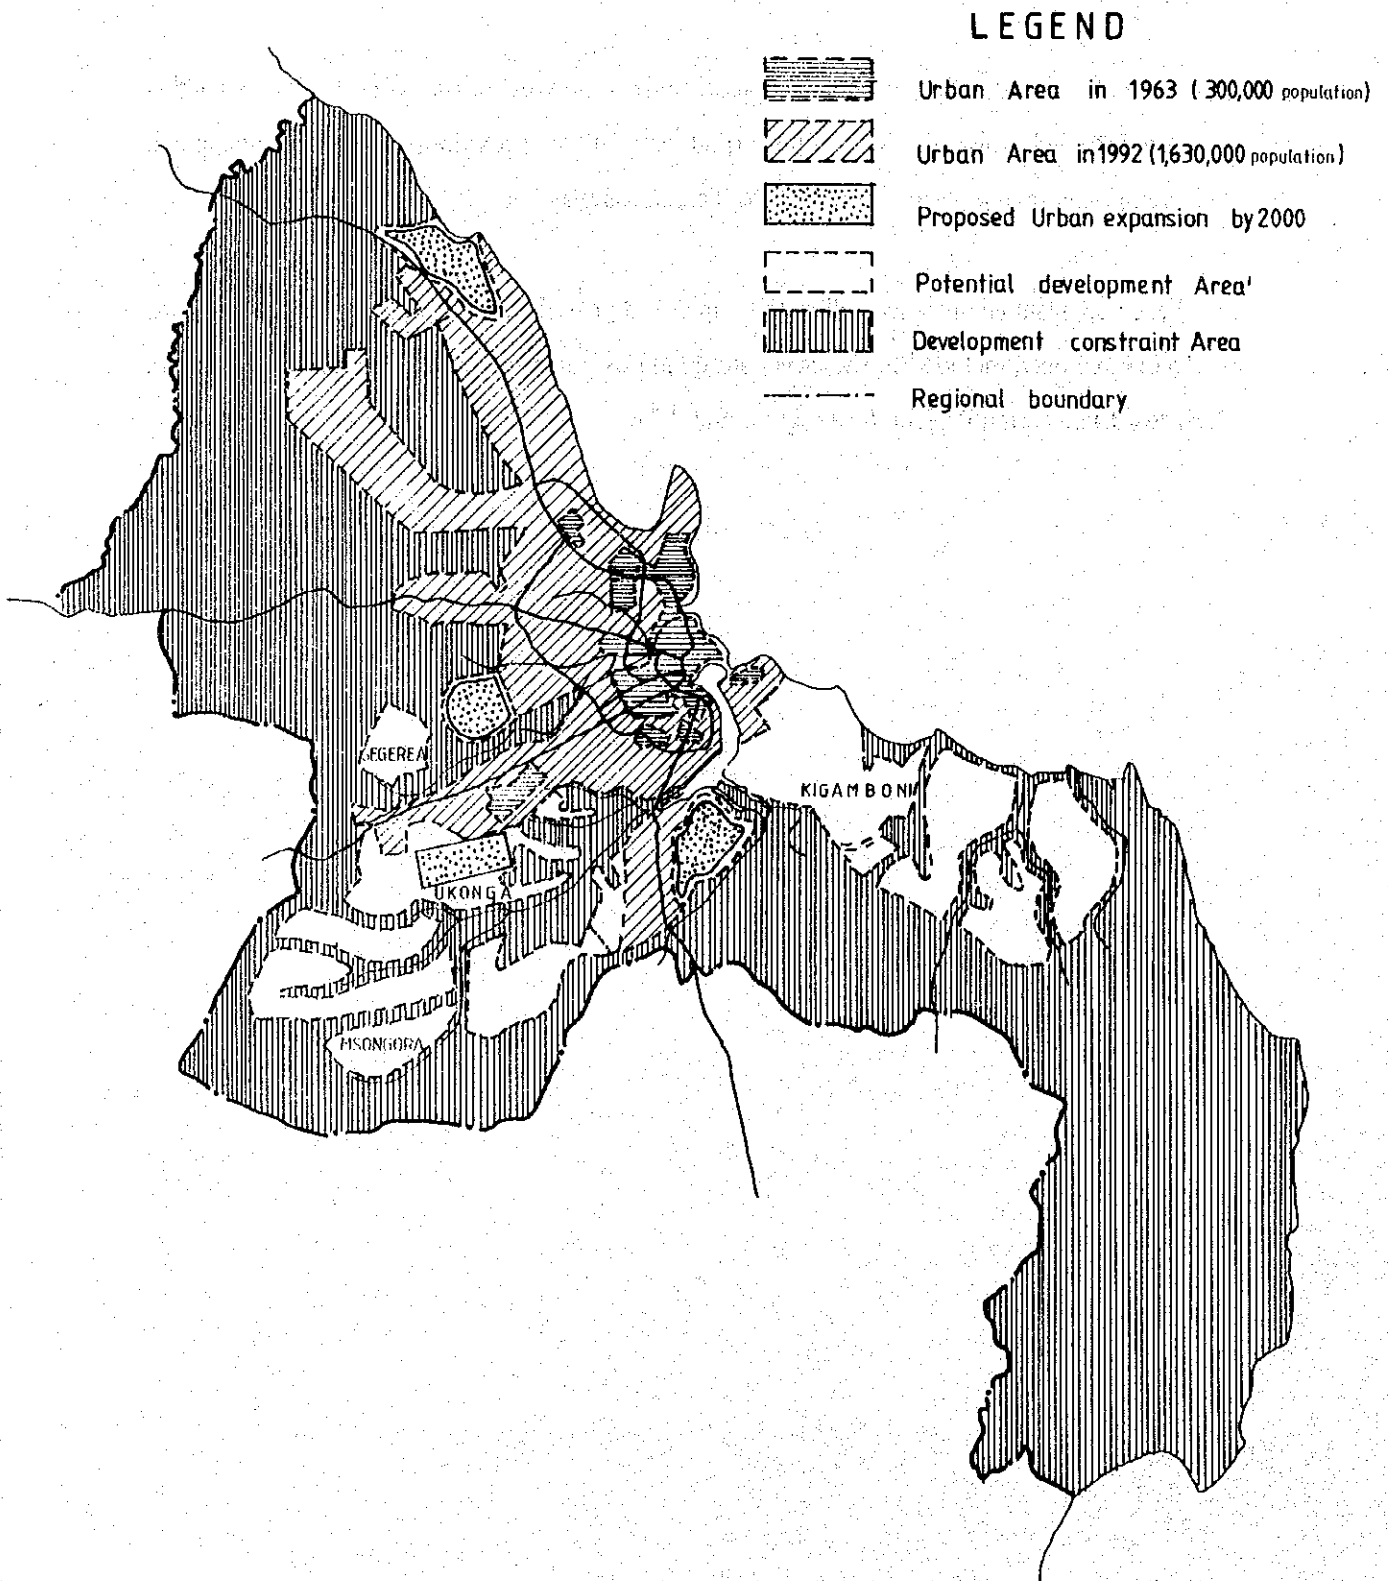 LEGEND
Urban Area in 1963 (300,000 population)
Urban Area in 1992 (1,630,000 population)
Proposed Urban expansion by 2000
Potential development Area'
Development constraint Area
Regional boundary
SEGEREA
KIGAMBONI
UKONGA
MSONGORA